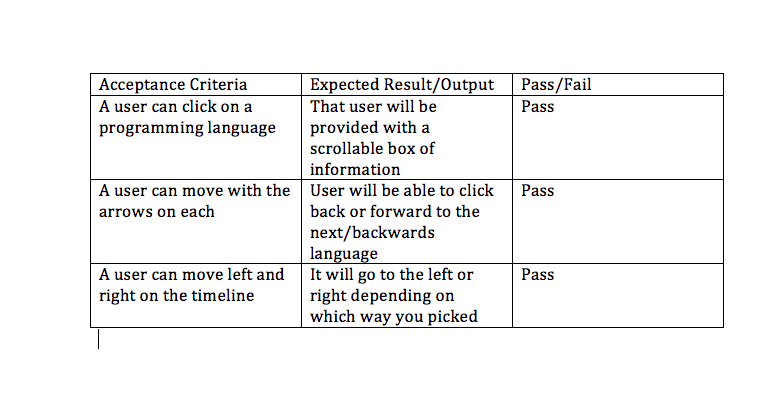 Acceptance Criteria Expected Result/Output Pass/Fail
A user can click on a
programming language
That user will be
provided with a
scrollable box of
information
Pass
A user can move with the
arrows on each
User will be able to click
back or forward to the
next/backwards
language
Pass
A user can move left and
right on the timeline
It will go to the left or
right depending on
which way you picked
Pass